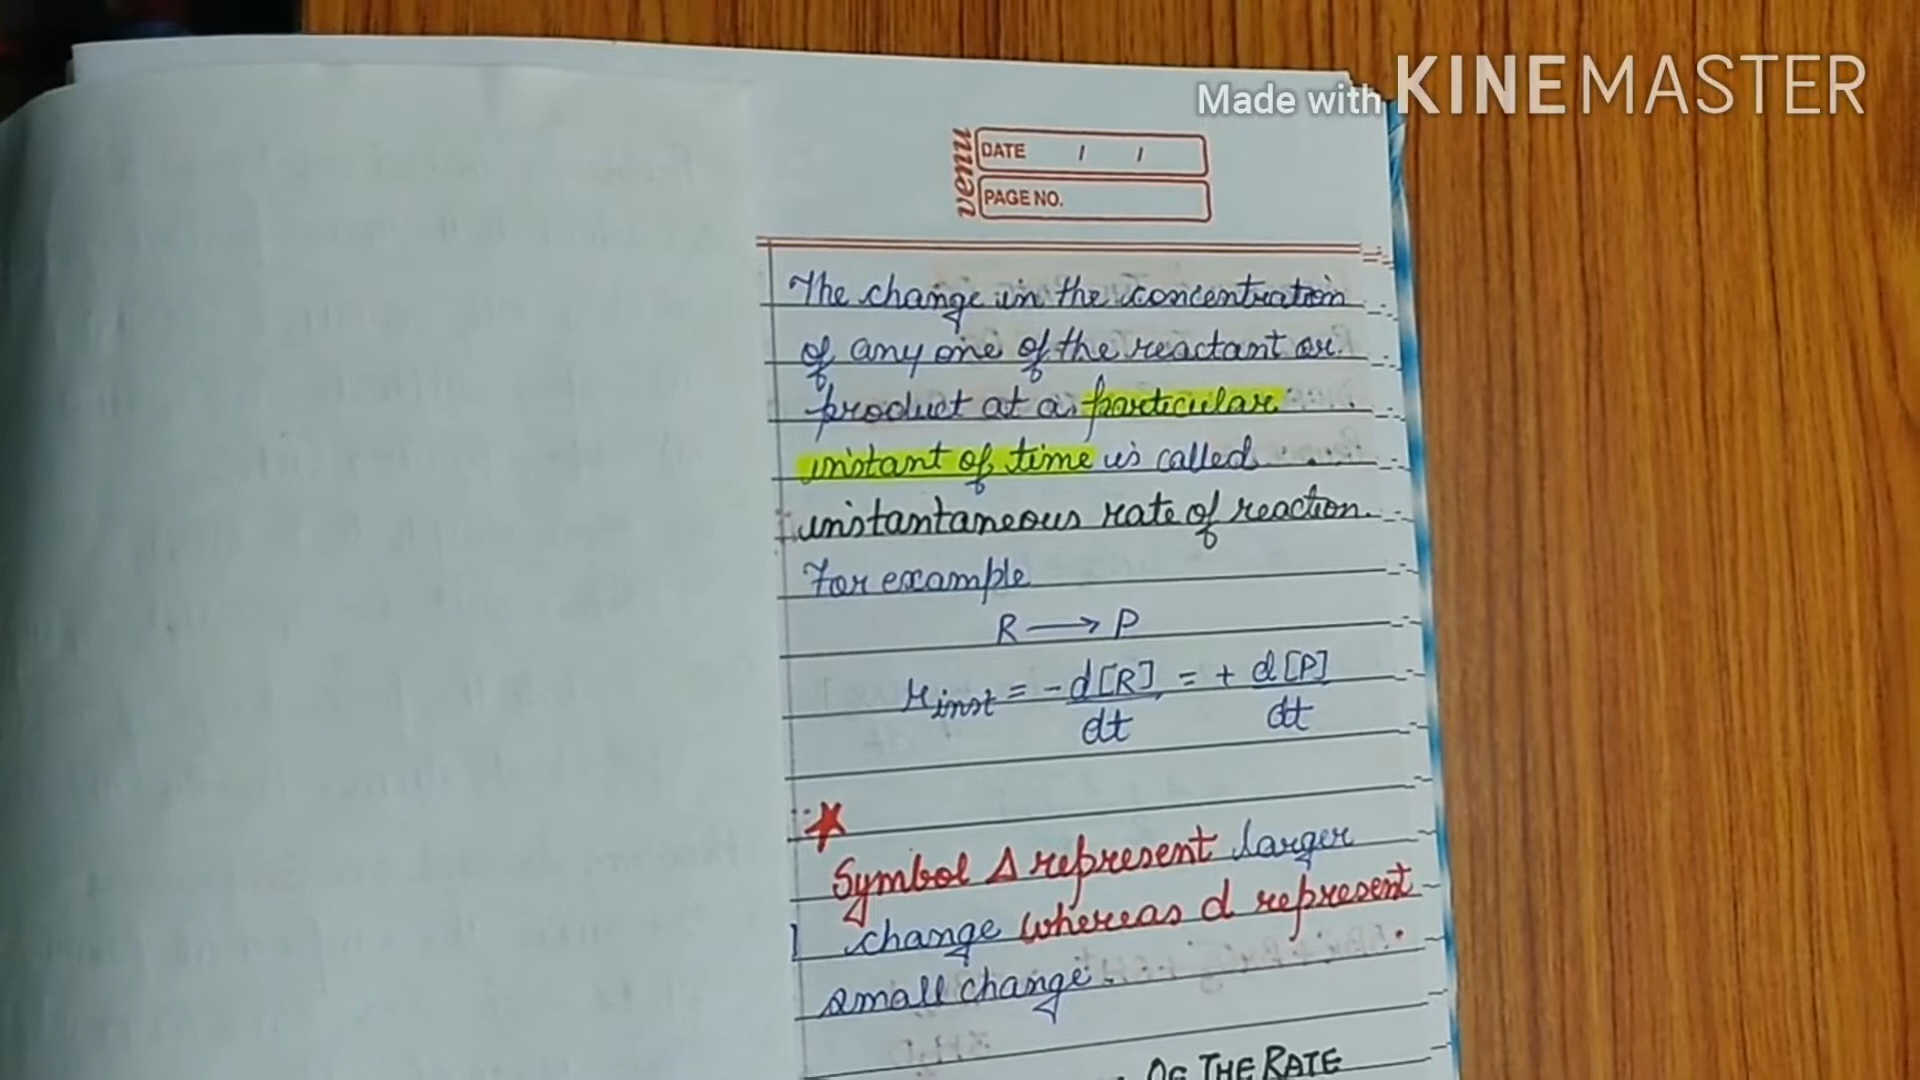 Made with KINEMASTER
venu
DATE / /
PAGE NO.
The change in the concentration
of any one of the reactant or
product at a particular
instant of time is called
instantaneous rate of reaction.
For example
R ⟶ P
r inst = - d[R] / dt = + d[P] / dt
Symbol Δ represent larger
change whereas d represent
small change.
OF THE RATE